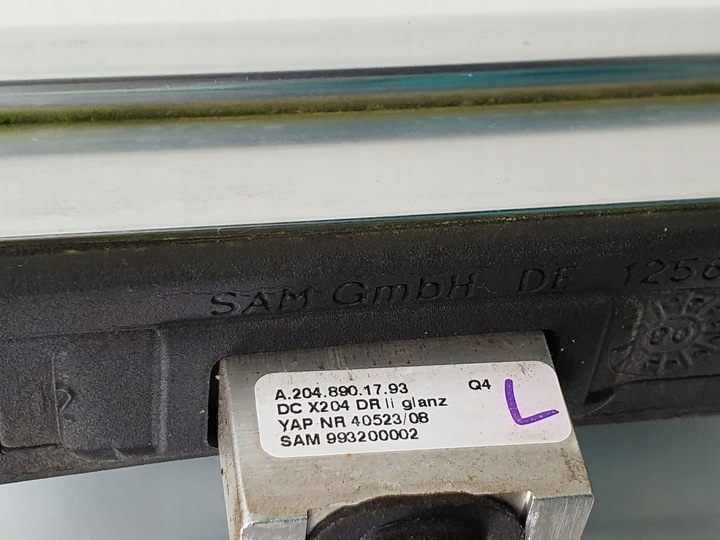 SAM GmbH DE 1256
A.204.890.17.93 Q4
DC X204 DR li glanz L
YAP NR 40523/08
SAM 993200002